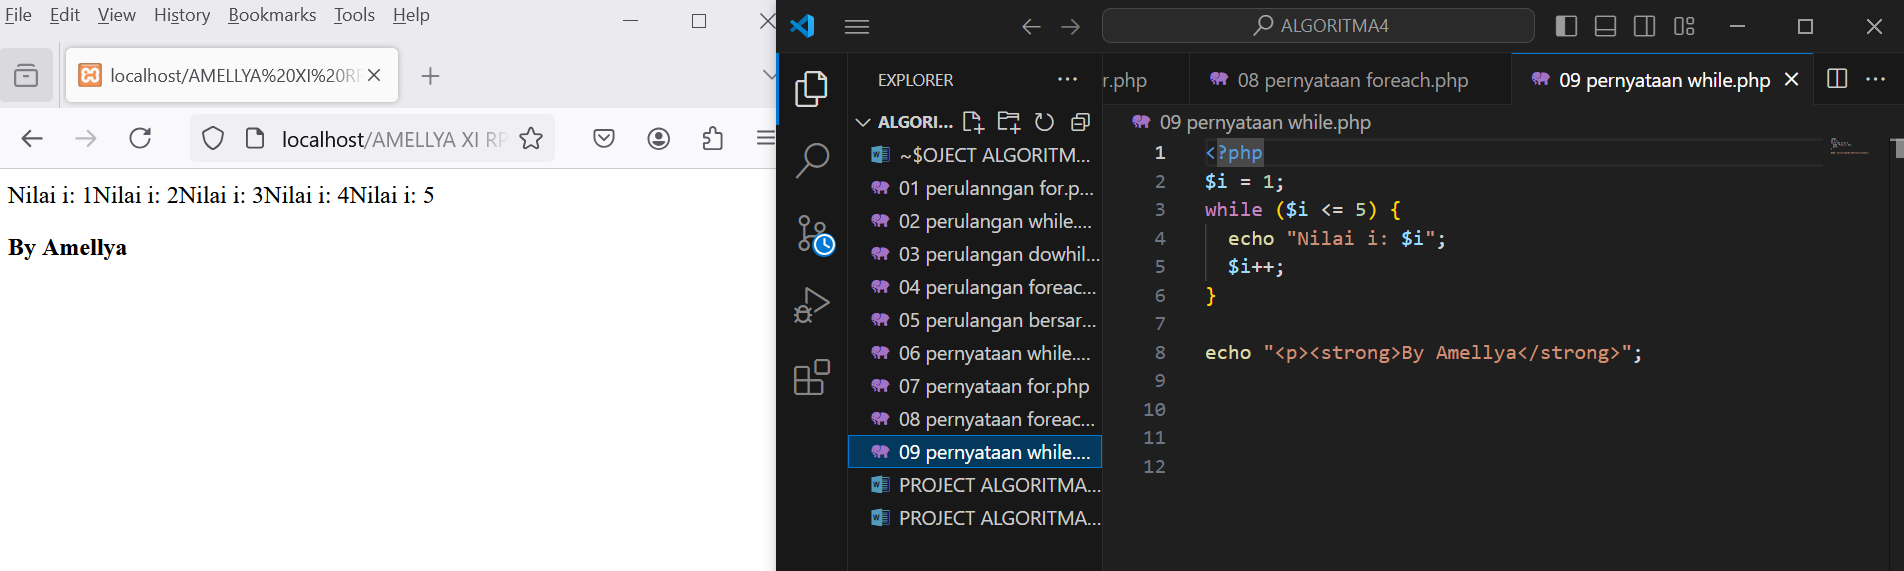 File Edit View History Bookmarks Tools Help
localhost/AMELLYA%20XI%20RP
localhost/AMELLYA XI RP
Nilai i: 1Nilai i: 2Nilai i: 3Nilai i: 4Nilai i: 5
By Amellya
ALGORITMA4
EXPLORER
ALGORI...
~$OJECT ALGORITM...
01 perulanngan for.p...
02 perulangan while....
03 perulangan dowhil...
04 perulangan foreac...
05 perulangan bersar...
06 pernyataan while....
07 pernyataan for.php
08 pernyataan foreac...
09 pernyataan while....
PROJECT ALGORITMA...
PROJECT ALGORITMA...
r.php 08 pernyataan foreach.php 09 pernyataan while.php
09 pernyataan while.php
1 <?php
2 $i = 1;
3 while ($i <= 5) {
4 echo "Nilai i: $i";
5 $i++;
6 }
7
8 echo "<p><strong>By Amellya</strong>";
9
10
11
12